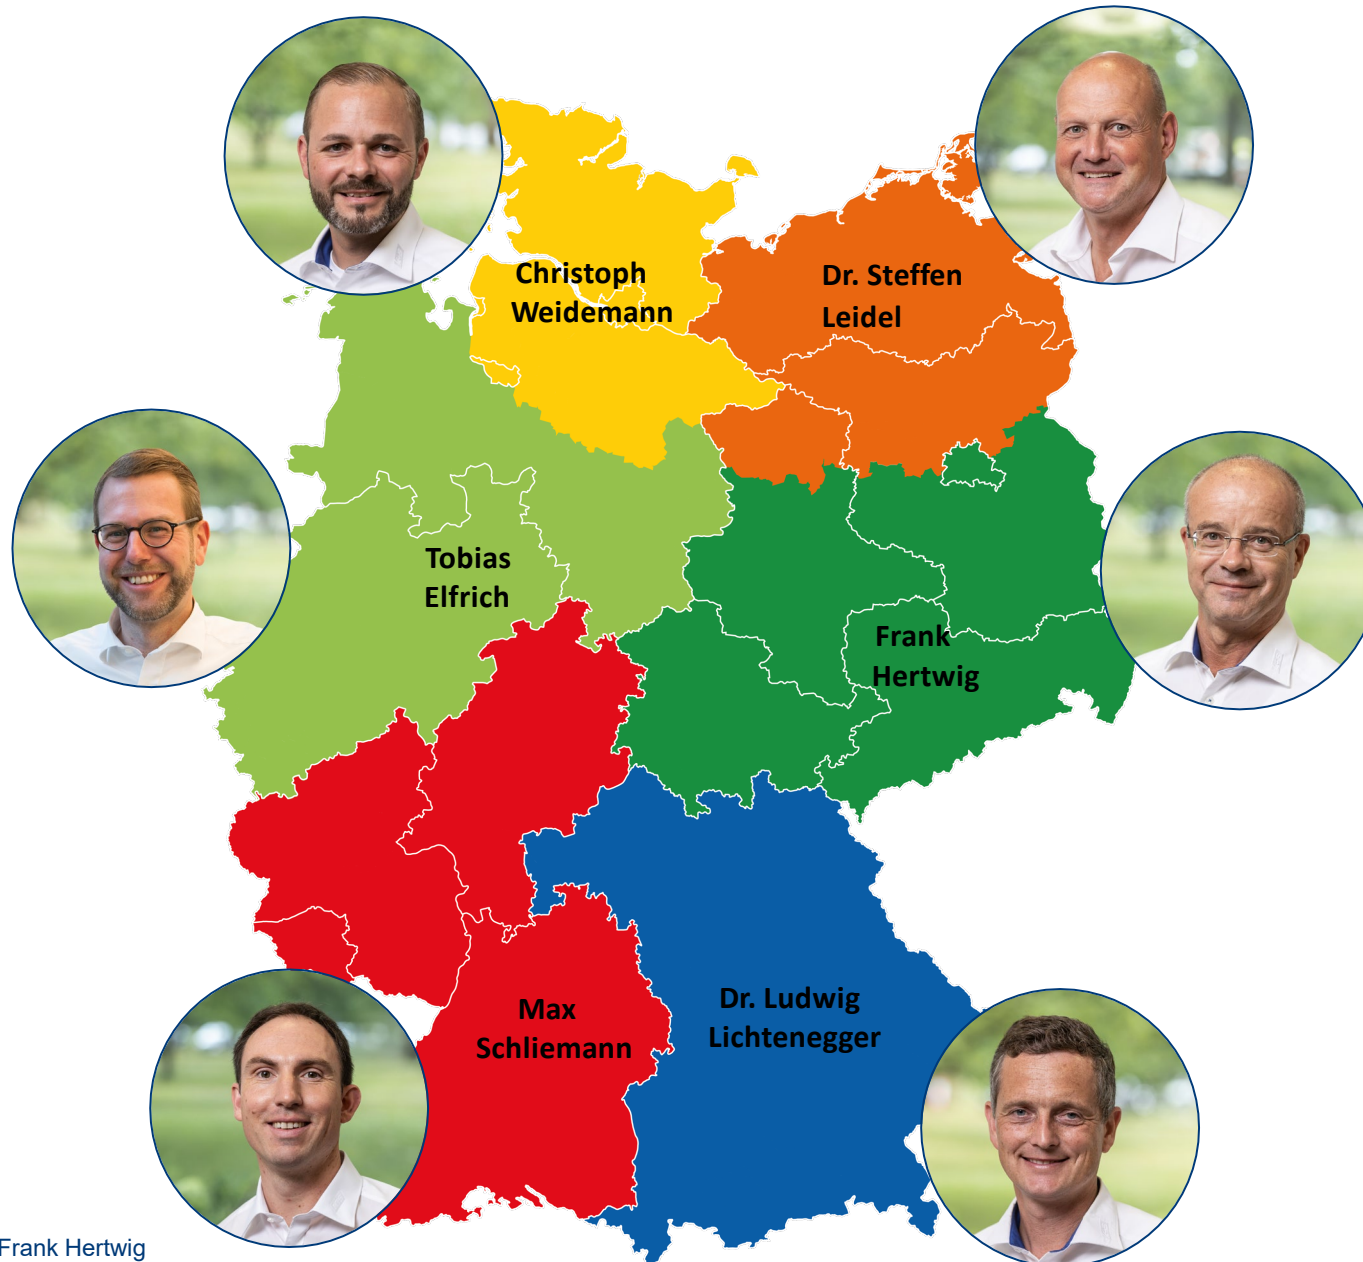 Christoph
Weidemann
Dr. Steffen
Leidel
Tobias
Elfrich
Frank
Hertwig
Max
Schliemann
Dr. Ludwig
Lichtenegger
Frank Hertwig